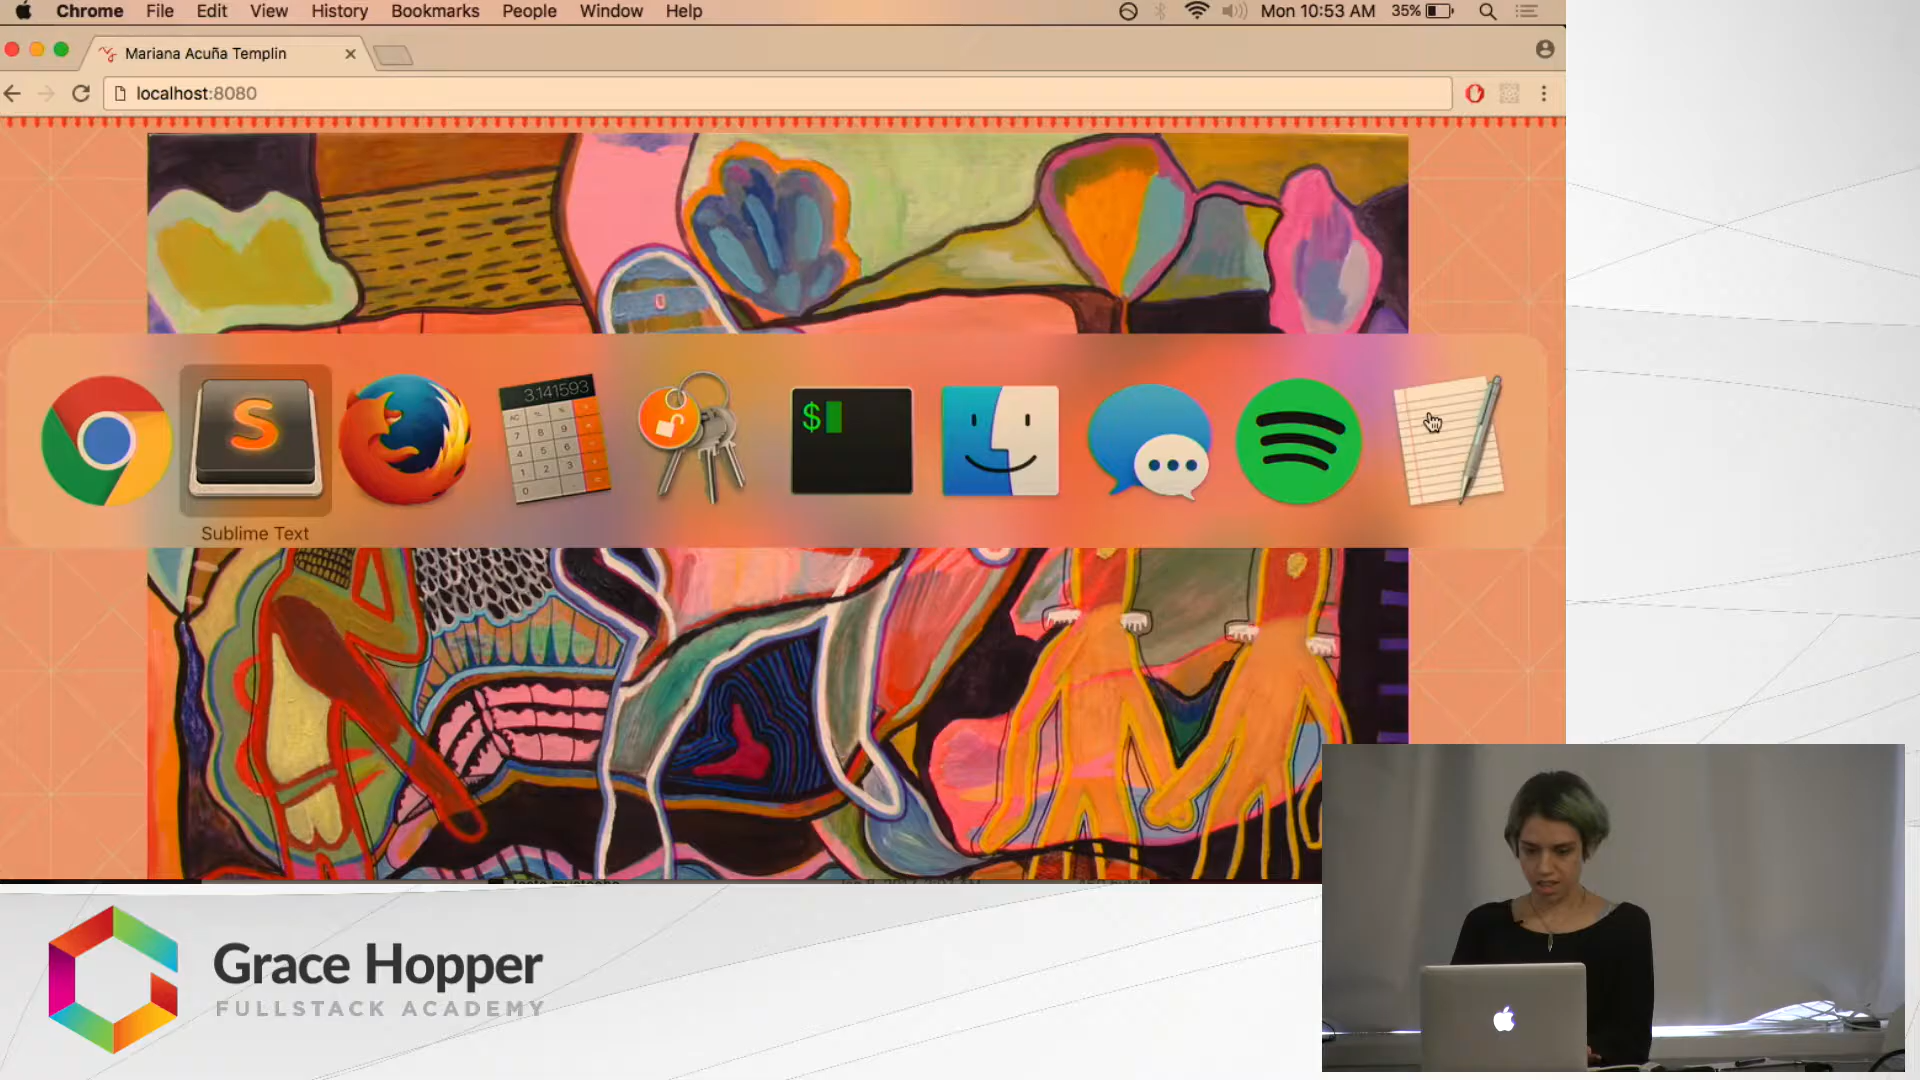 Chrome File Edit View History Bookmarks People Window Help Mon 10:53 AM 35%
Mariana Acuña Templin
localhost:8080
3.141593
$
Sublime Text
Grace Hopper
FULLSTACK ACADEMY